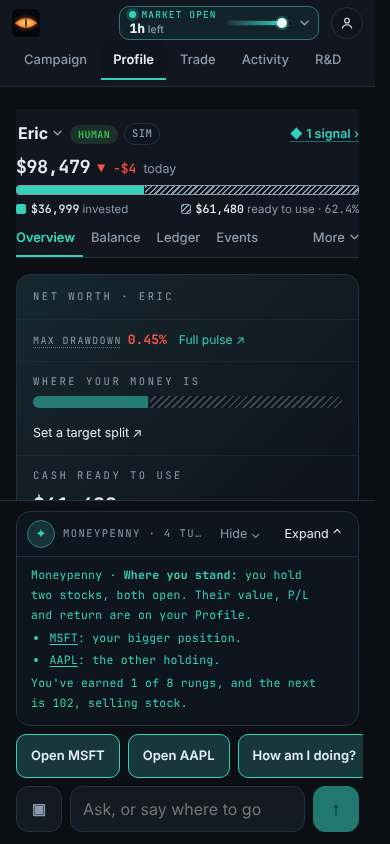 MARKET OPEN
1h left
Campaign Profile Trade Activity R&D
Eric HUMAN SIM 1 signal ›
$98,479 ▼ -$4 today
$36,999 invested $61,480 ready to use · 62.4%
Overview Balance Ledger Events More
NET WORTH · ERIC
MAX DRAWDOWN 0.45% Full pulse ↗
WHERE YOUR MONEY IS
Set a target split ↗
CASH READY TO USE
MONEYPENNY · 4 TU… Hide Expand
Moneypenny · Where you stand: you hold
two stocks, both open. Their value, P/L
and return are on your Profile.
• MSFT: your bigger position.
• AAPL: the other holding.
You've earned 1 of 8 rungs, and the next
is 102, selling stock.
Open MSFT Open AAPL How am I doing?
Ask, or say where to go